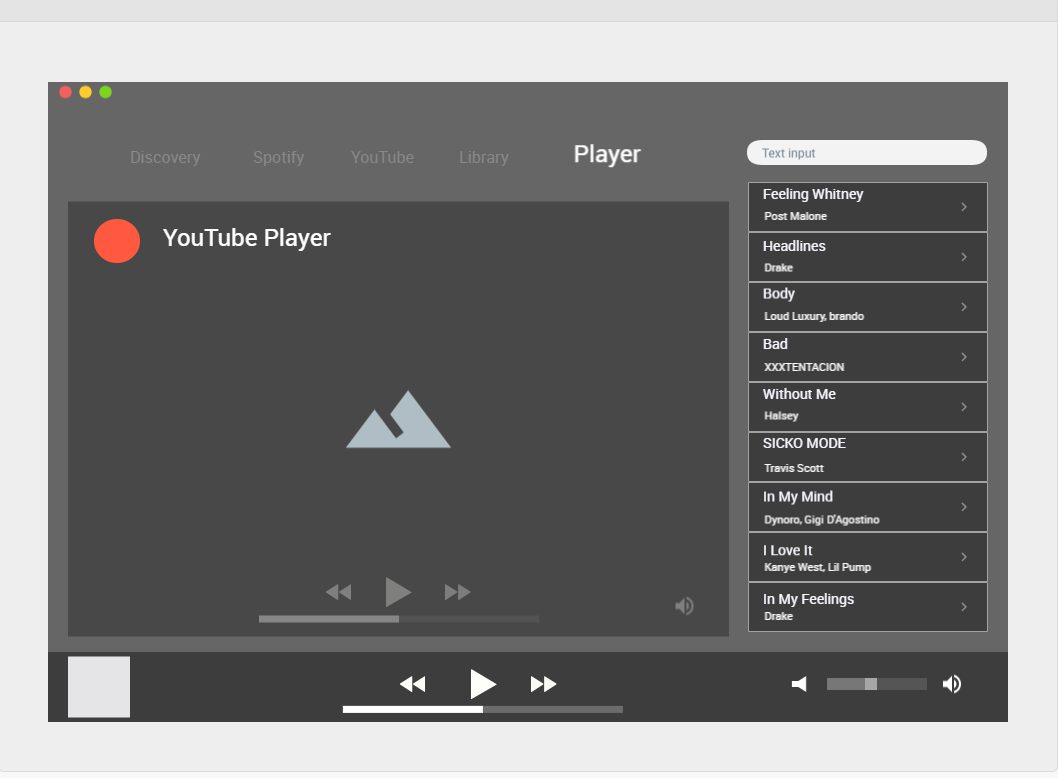 Discovery
Spotify
YouTube
Library
Player
Text input
YouTube Player
Feeling Whitney
Post Malone
Headlines
Drake
Body
Loud Luxury, brando
Bad
XXXTENTACION
Without Me
Halsey
SICKO MODE
Travis Scott
In My Mind
Dynoro, Gigi D'Agostino
I Love It
Kanye West, Lil Pump
In My Feelings
Drake